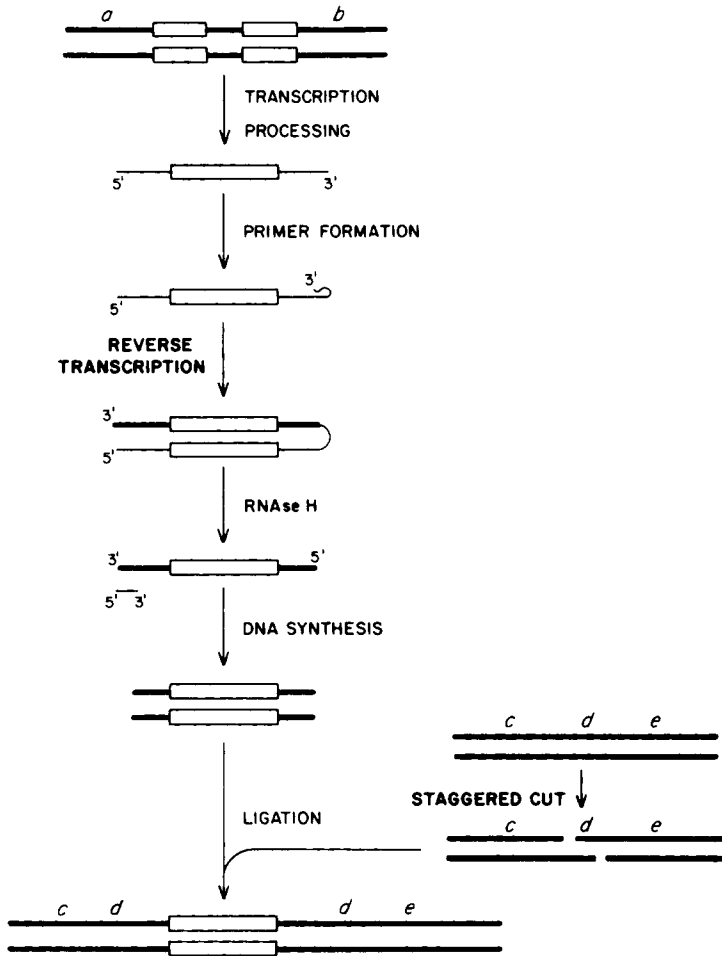 a b
TRANSCRIPTION
PROCESSING
5' 3'
PRIMER FORMATION
3'
5'
REVERSE
TRANSCRIPTION
3'
5'
RNAse H
3' 5'
5' 3'
DNA SYNTHESIS
c d e
STAGGERED CUT
c d e
LIGATION
c d d e